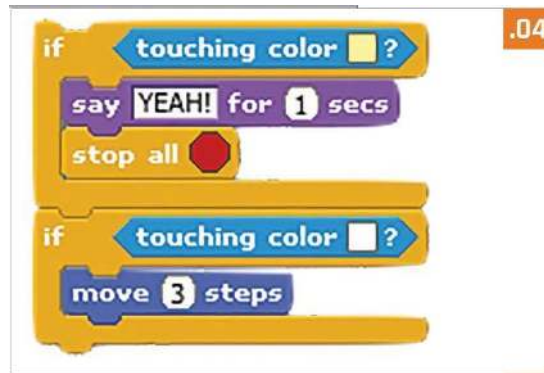 .04
if touching color ?
say YEAH! for 1 secs
stop all
if touching color ?
move 3 steps